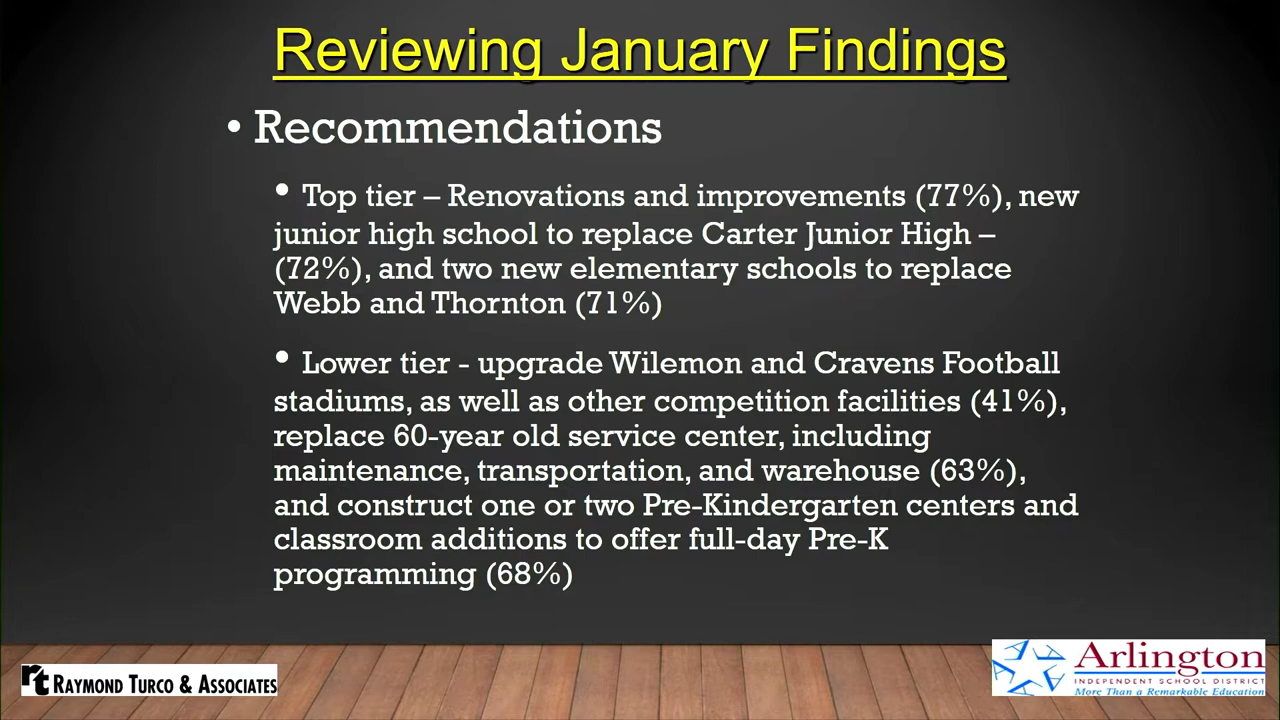 Reviewing January Findings
• Recommendations
• Top tier – Renovations and improvements (77%), new
junior high school to replace Carter Junior High –
(72%), and two new elementary schools to replace
Webb and Thornton (71%)
• Lower tier - upgrade Wilemon and Cravens Football
stadiums, as well as other competition facilities (41%),
replace 60-year old service center, including
maintenance, transportation, and warehouse (63%),
and construct one or two Pre-Kindergarten centers and
classroom additions to offer full-day Pre-K
programming (68%)
rt RAYMOND TURCO & ASSOCIATES
Arlington
INDEPENDENT SCHOOL DISTRICT
More Than a Remarkable Education